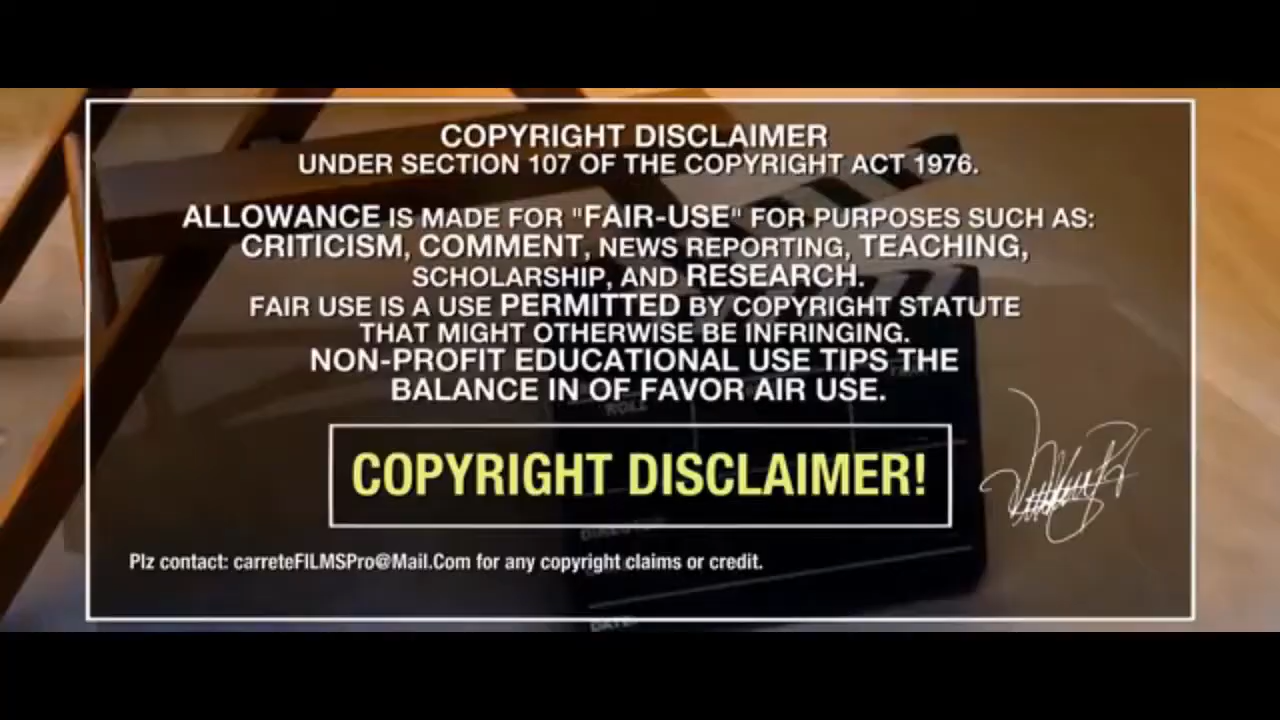 COPYRIGHT DISCLAIMER
UNDER SECTION 107 OF THE COPYRIGHT ACT 1976.
ALLOWANCE IS MADE FOR "FAIR-USE" FOR PURPOSES SUCH AS:
CRITICISM, COMMENT, NEWS REPORTING, TEACHING,
SCHOLARSHIP, AND RESEARCH.
FAIR USE IS A USE PERMITTED BY COPYRIGHT STATUTE
THAT MIGHT OTHERWISE BE INFRINGING.
NON-PROFIT EDUCATIONAL USE TIPS THE
BALANCE IN OF FAVOR AIR USE.
ROLL
COPYRIGHT DISCLAIMER!
DIRECTOR
Plz contact: carreteFILMSPro@Mail.Com for any copyright claims or credit.
DATE